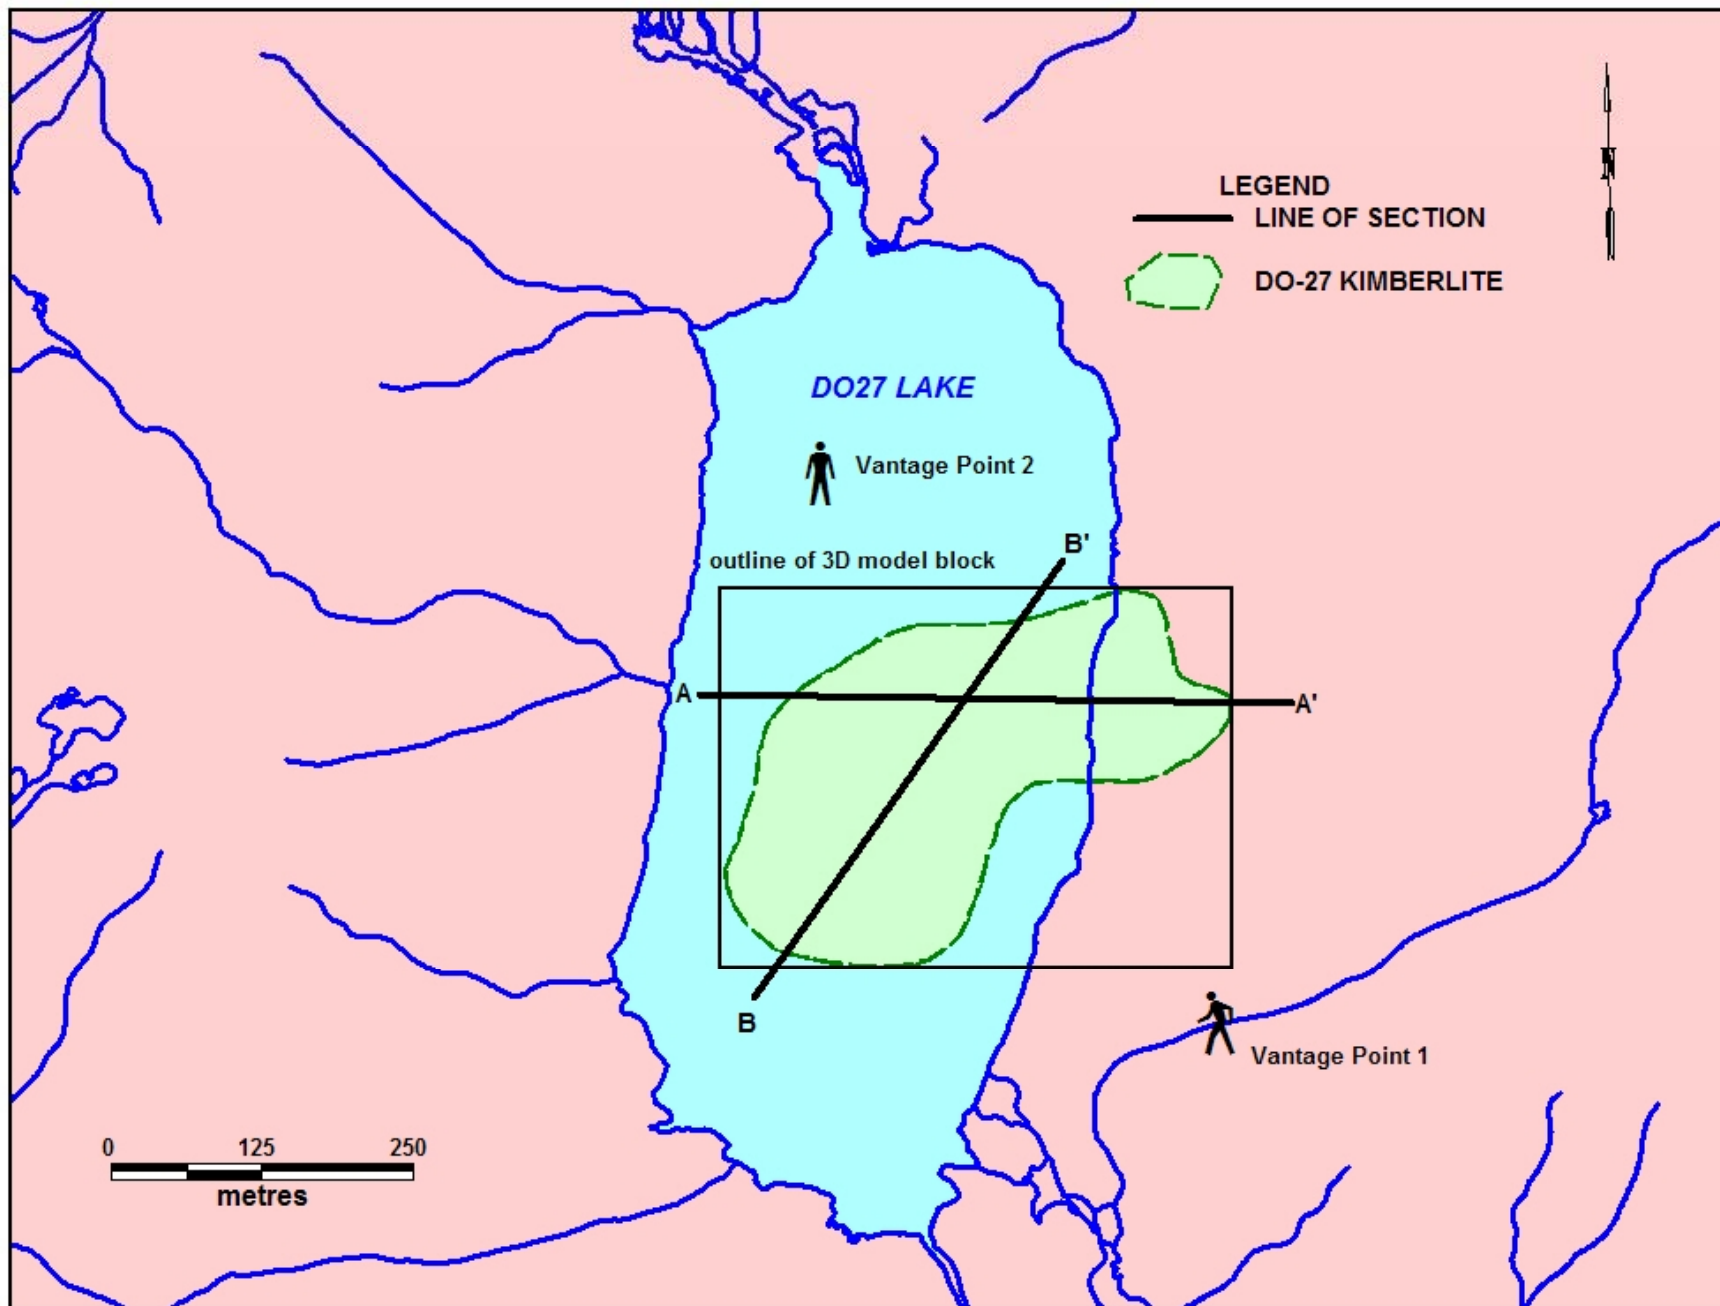 N
LEGEND
LINE OF SECTION
DO-27 KIMBERLITE
DO27 LAKE
Vantage Point 2
B'
outline of 3D model block
A
A'
B
Vantage Point 1
0 125 250
metres